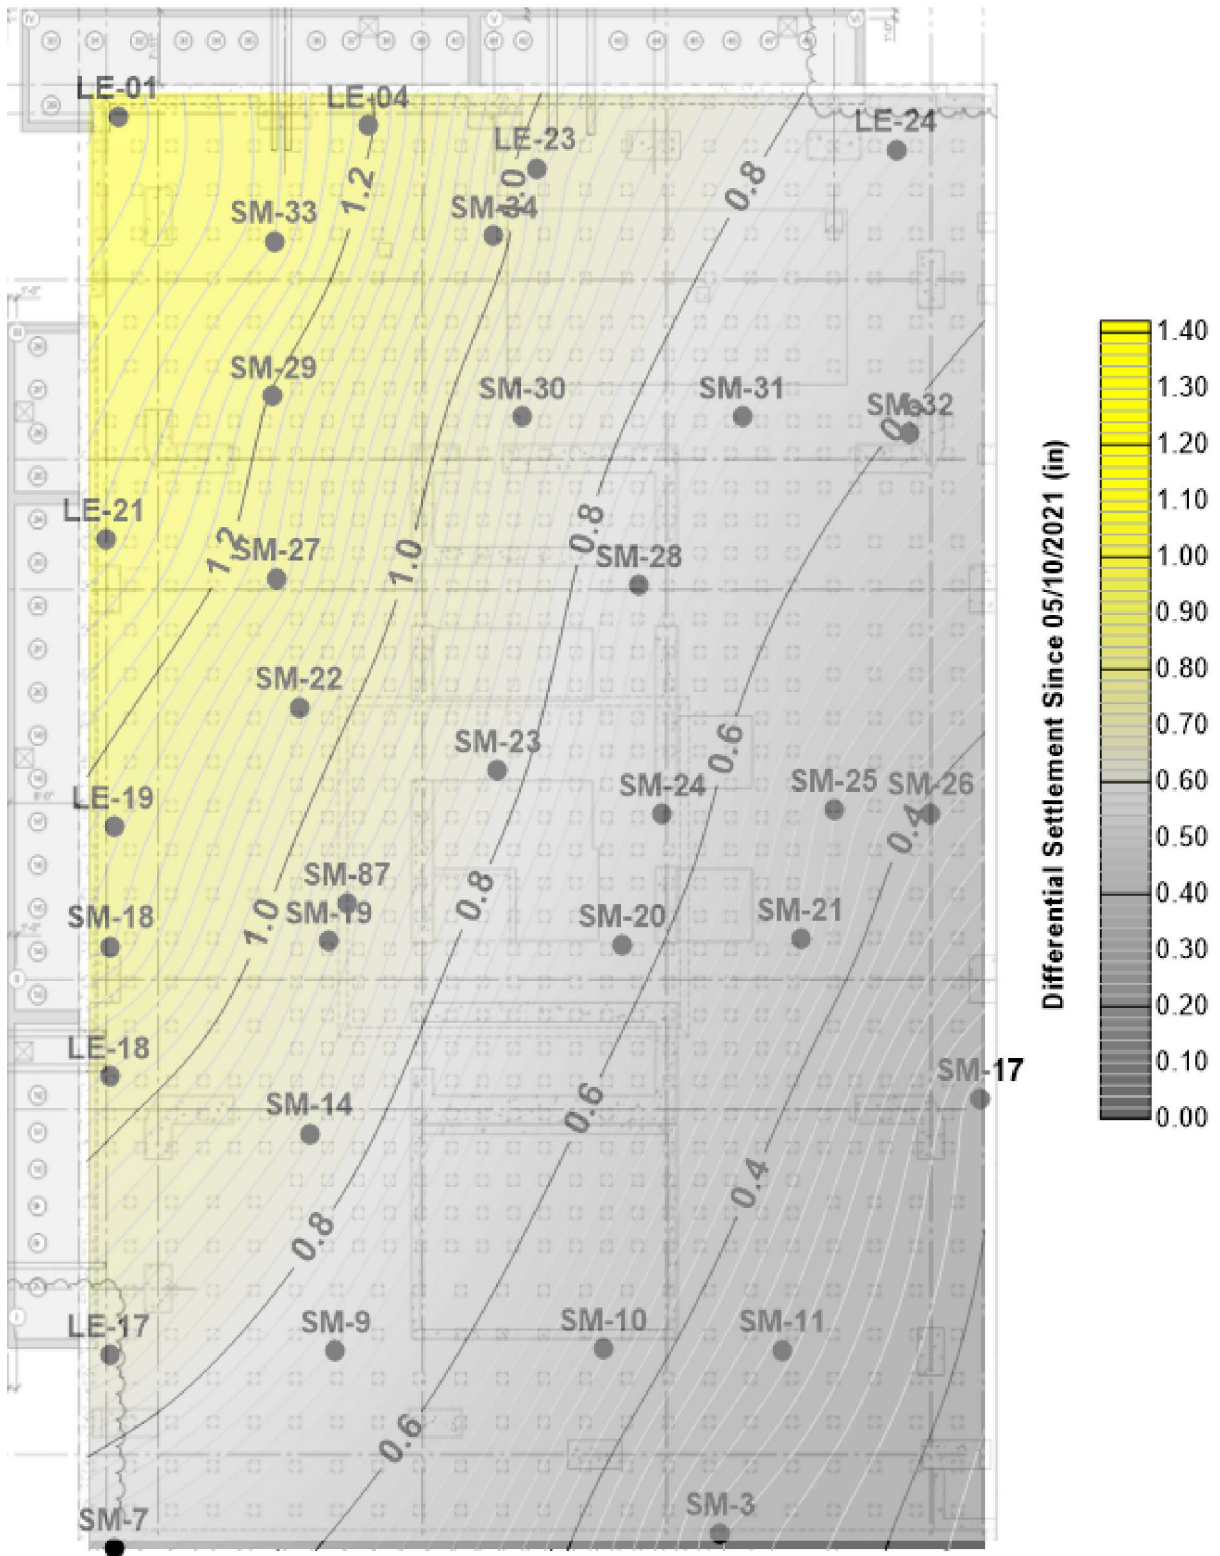 LE-01
LE-04
LE-23
LE-24
0.8
1.2
1.0
SM-33
SM-34
SM-29
SM-30
SM-31
SM-32
LE-21
1.2
SM-27
1.0
0.8
SM-28
SM-22
SM-23
0.6
SM-24
SM-25
SM-26
LE-19
0.4
SM-87
SM-18
1.0
SM-19
0.8
SM-20
SM-21
LE-18
SM-14
0.6
SM-17
0.4
0.8
LE-17
SM-9
SM-10
SM-11
0.6
SM-7
SM-3
Differential Settlement Since 05/10/2021 (in)
1.40
1.30
1.20
1.10
1.00
0.90
0.80
0.70
0.60
0.50
0.40
0.30
0.20
0.10
0.00